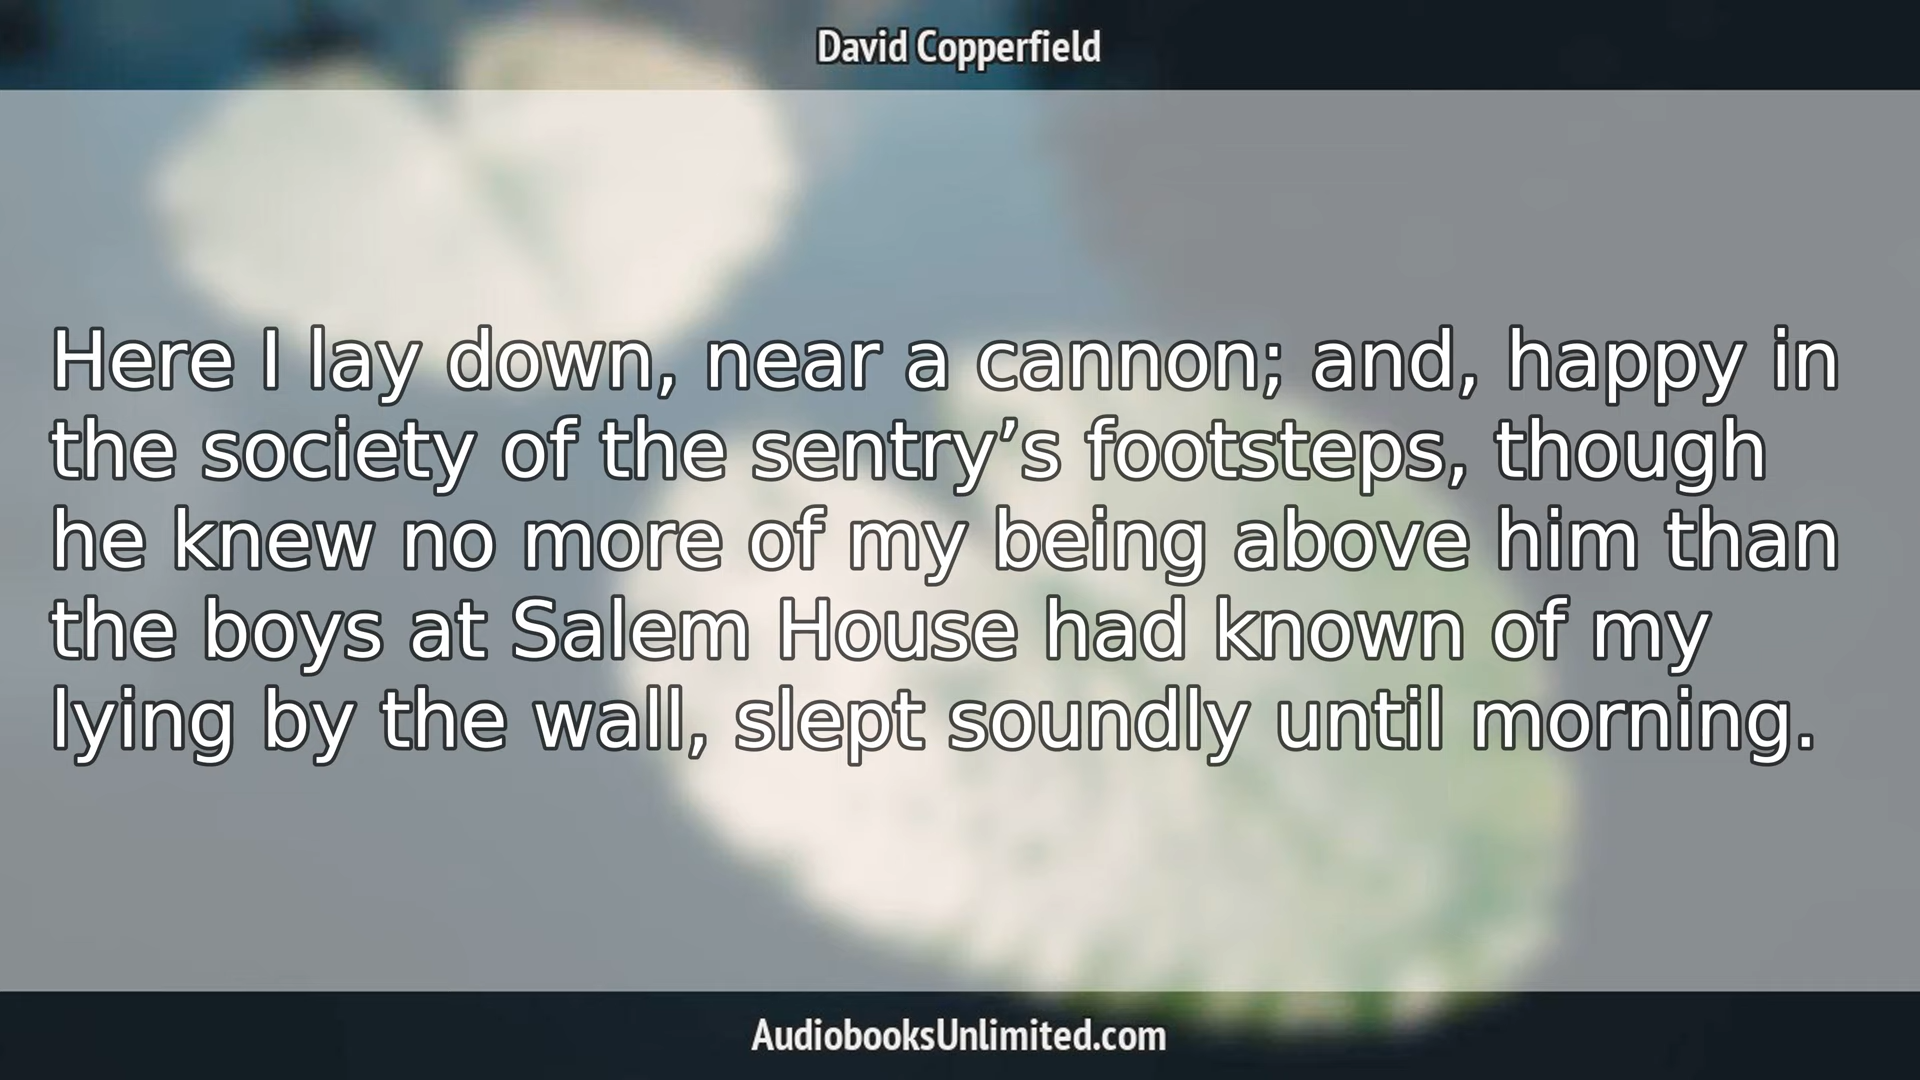 David Copperfield
Here I lay down, near a cannon; and, happy in
the society of the sentry’s footsteps, though
he knew no more of my being above him than
the boys at Salem House had known of my
lying by the wall, slept soundly until morning.
AudiobooksUnlimited.com